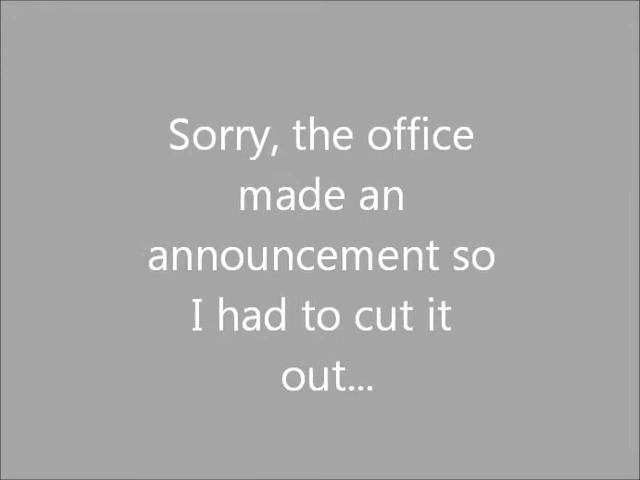 Sorry, the office
made an
announcement so
I had to cut it
out...